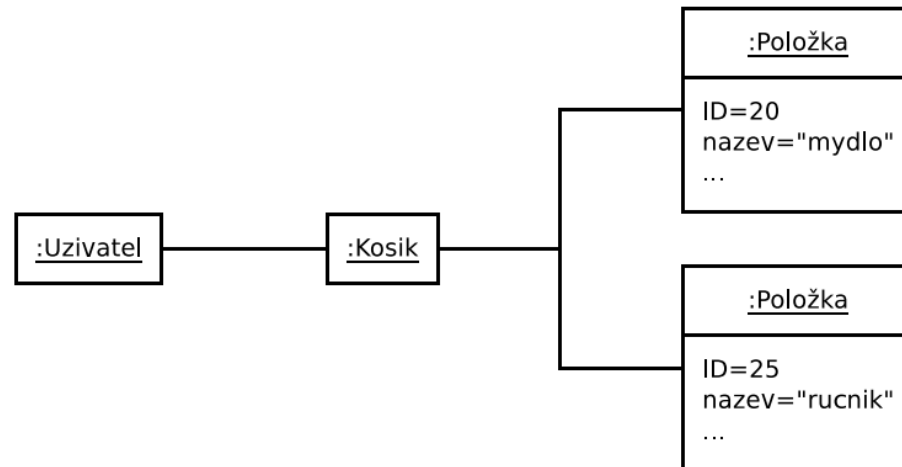 :Uzivatel
:Kosik
:Položka
ID=20
nazev="mydlo"
...
:Položka
ID=25
nazev="rucnik"
...